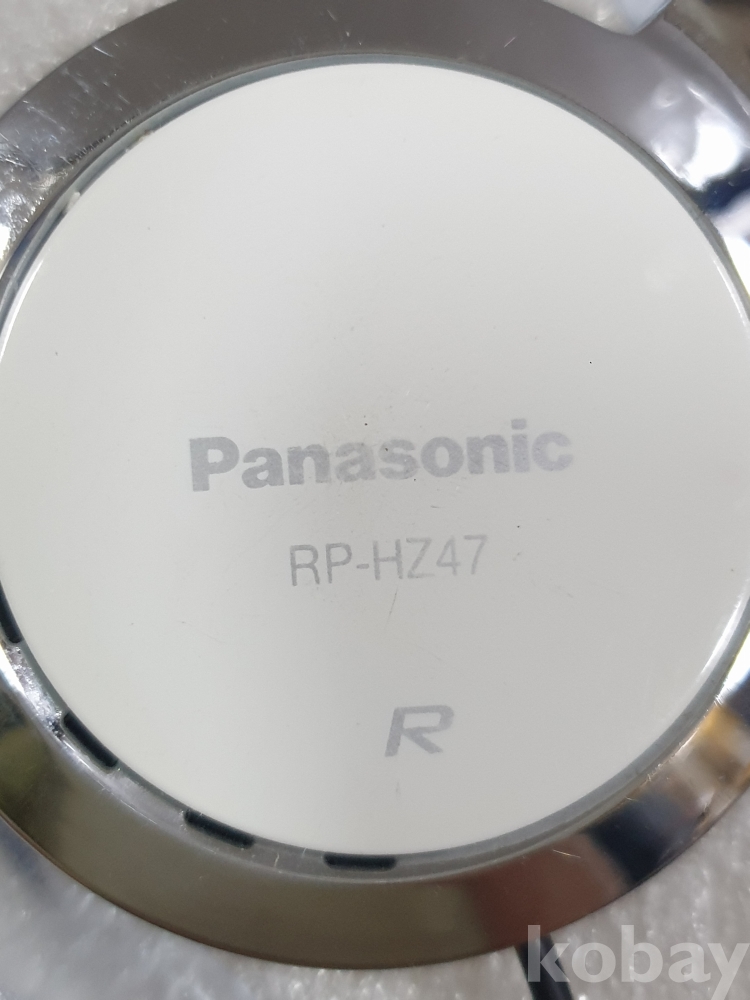 Panasonic
RP-HZ47
R
kobay